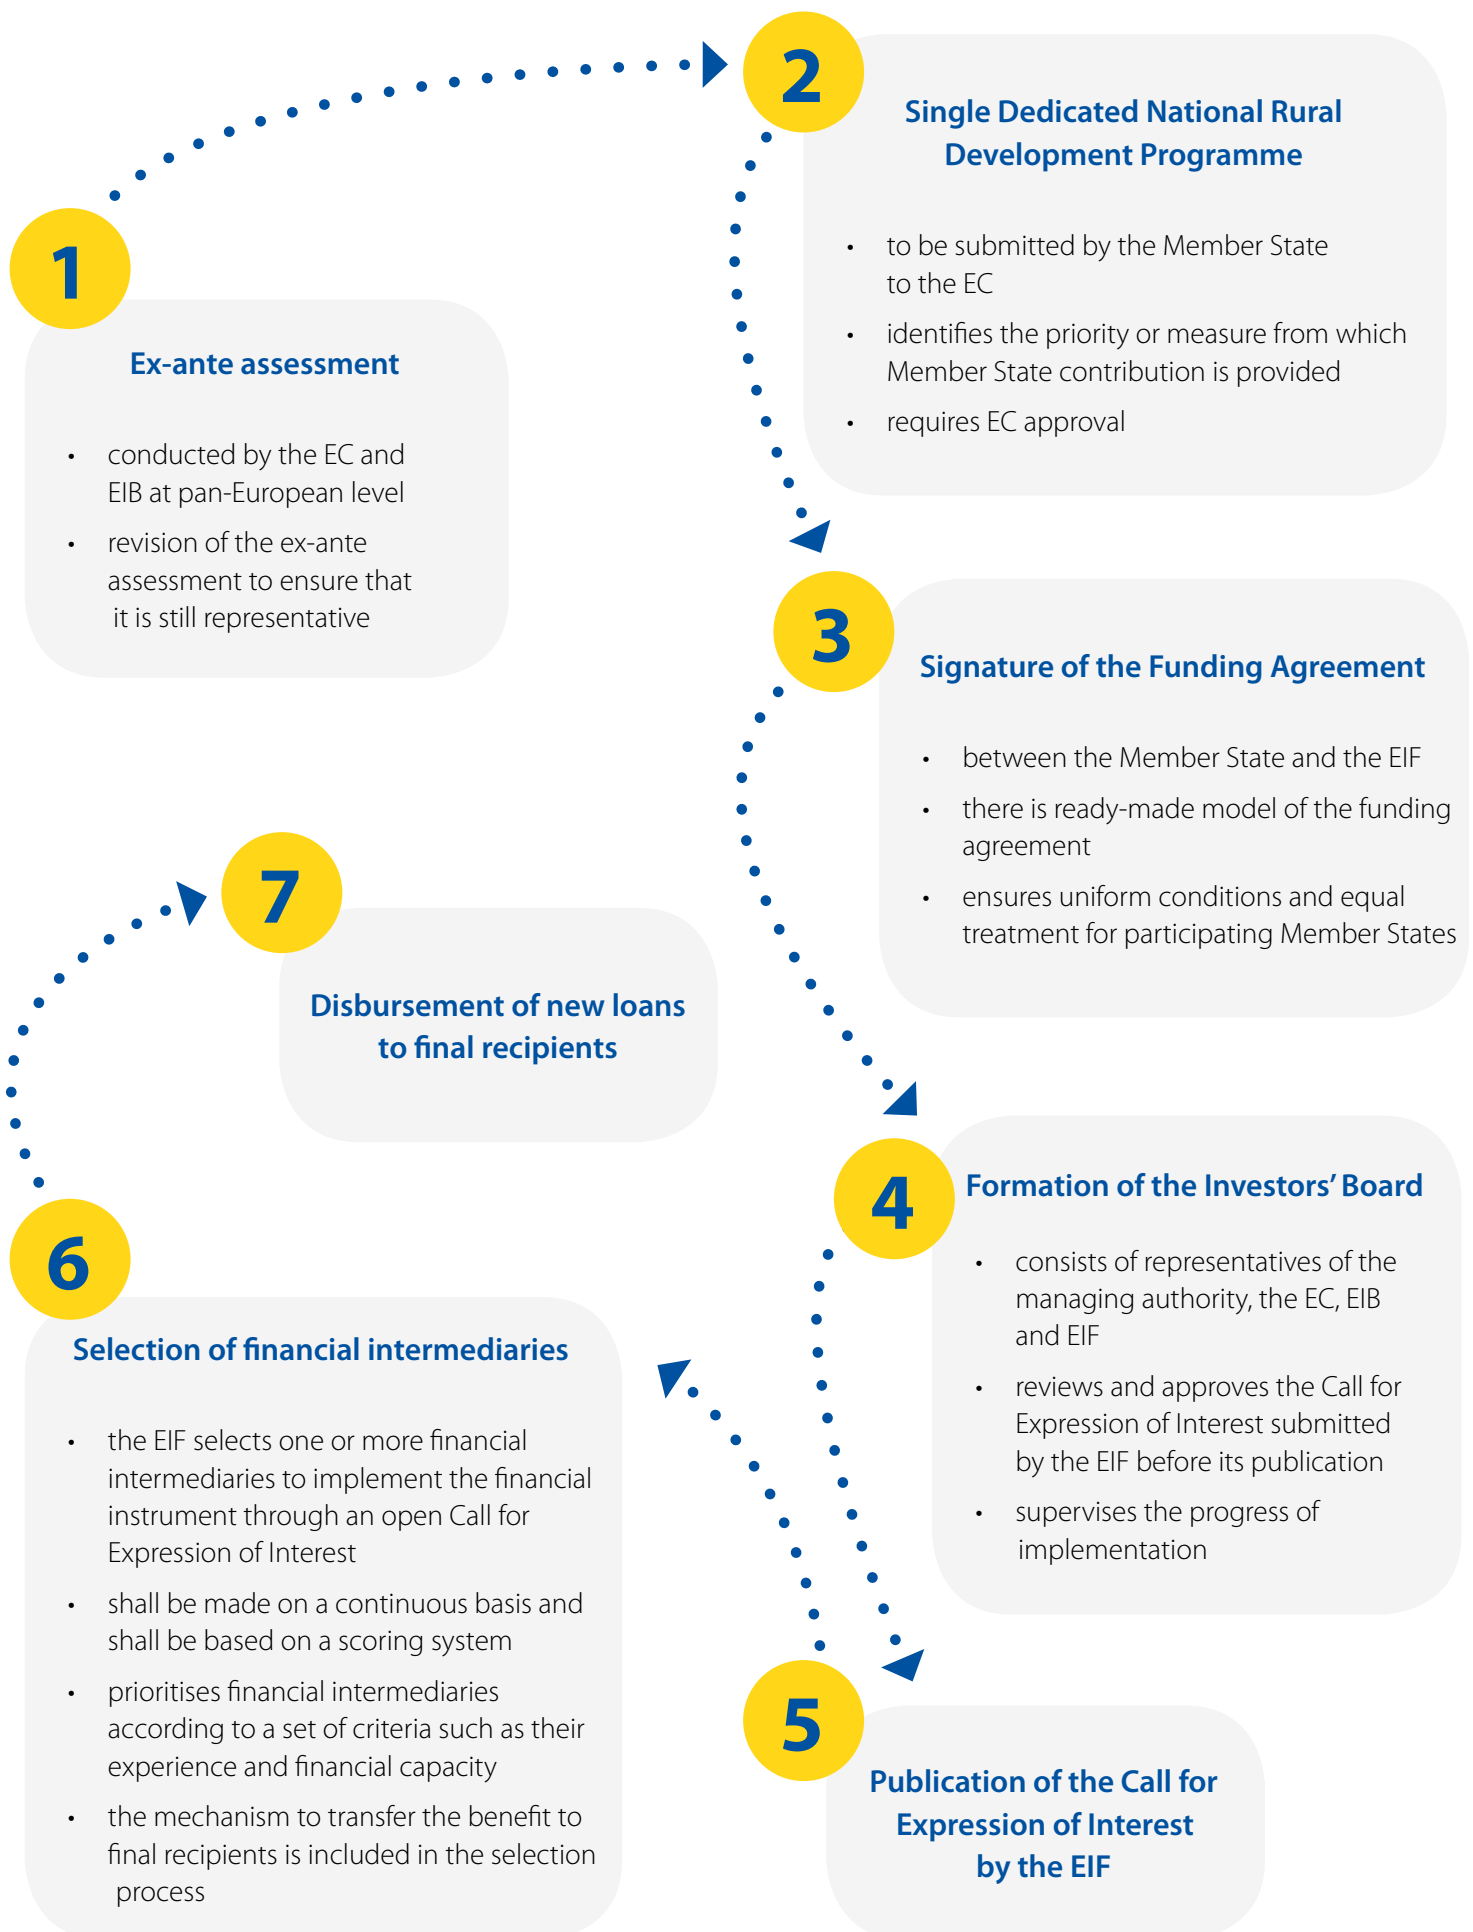 1
Ex-ante assessment
• conducted by the EC and
EIB at pan-European level
• revision of the ex-ante
assessment to ensure that
it is still representative
2
Single Dedicated National Rural
Development Programme
• to be submitted by the Member State
to the EC
• identifies the priority or measure from which
Member State contribution is provided
• requires EC approval
3
Signature of the Funding Agreement
• between the Member State and the EIF
• there is ready-made model of the funding
agreement
• ensures uniform conditions and equal
treatment for participating Member States
4
Formation of the Investors’ Board
• consists of representatives of the
managing authority, the EC, EIB
and EIF
• reviews and approves the Call for
Expression of Interest submitted
by the EIF before its publication
• supervises the progress of
implementation
5
Publication of the Call for
Expression of Interest
by the EIF
6
Selection of financial intermediaries
• the EIF selects one or more financial
intermediaries to implement the financial
instrument through an open Call for
Expression of Interest
• shall be made on a continuous basis and
shall be based on a scoring system
• prioritises financial intermediaries
according to a set of criteria such as their
experience and financial capacity
• the mechanism to transfer the benefit to
final recipients is included in the selection
process
7
Disbursement of new loans
to final recipients